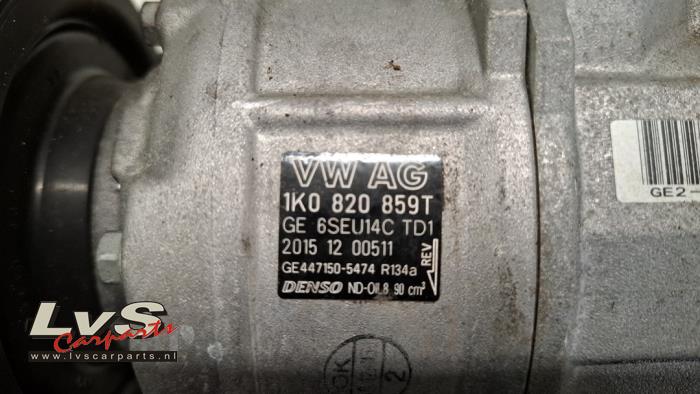 VW AG
1K0 820 859T
GE 6SEU14C TD1
2015 12 00511
GE447150-5474 R134a
DENSO ND-OIL8 90 cm³
REV
GE2-
LvS
Carparts
www.lvscarparts.nl
2